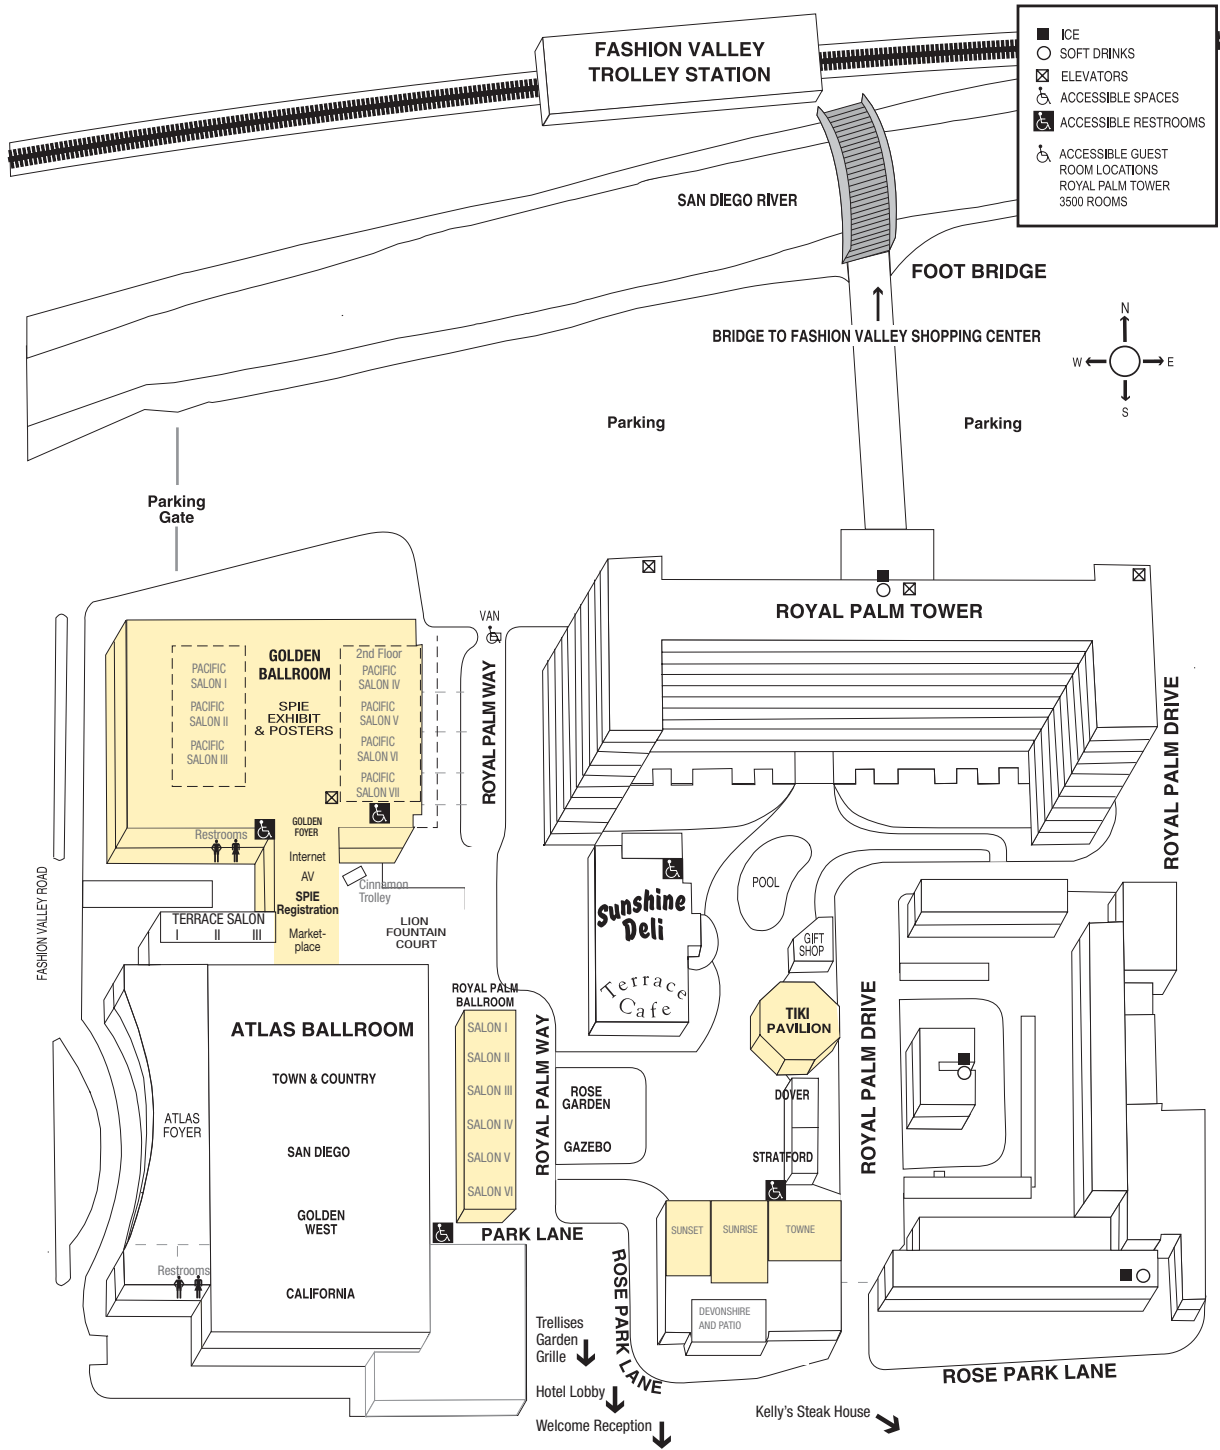 FASHION VALLEY
TROLLEY STATION
ICE
SOFT DRINKS
ELEVATORS
ACCESSIBLE SPACES
ACCESSIBLE RESTROOMS
ACCESSIBLE GUEST
ROOM LOCATIONS
ROYAL PALM TOWER
3500 ROOMS
SAN DIEGO RIVER
FOOT BRIDGE
BRIDGE TO FASHION VALLEY SHOPPING CENTER
N
W
E
S
Parking
Parking
Parking
Gate
VAN
ROYAL PALM TOWER
ROYAL PALM WAY
ROYAL PALM DRIVE
GOLDEN
BALLROOM
SPIE
EXHIBIT
& POSTERS
PACIFIC
SALON I
PACIFIC
SALON II
PACIFIC
SALON III
2nd Floor
PACIFIC
SALON IV
PACIFIC
SALON V
PACIFIC
SALON VI
PACIFIC
SALON VII
GOLDEN
FOYER
Restrooms
Internet
AV
SPIE
Registration
Market-
place
Cinnamon
Trolley
LION
FOUNTAIN
COURT
TERRACE SALON
I II III
FASHION VALLEY ROAD
Sunshine
Deli
Terrace
Cafe
POOL
GIFT
SHOP
TIKI
PAVILION
ROYAL PALM DRIVE
ROYAL PALM
BALLROOM
SALON I
SALON II
SALON III
SALON IV
SALON V
SALON VI
ROYAL PALM WAY
ATLAS BALLROOM
TOWN & COUNTRY
SAN DIEGO
GOLDEN
WEST
CALIFORNIA
ATLAS
FOYER
Restrooms
ROSE
GARDEN
GAZEBO
DOVER
STRATFORD
PARK LANE
SUNSET
SUNRISE
TOWNE
DEVONSHIRE
AND PATIO
ROSE PARK LANE
ROSE PARK LANE
Trellises
Garden
Grille
Hotel Lobby
Welcome Reception
Kelly's Steak House